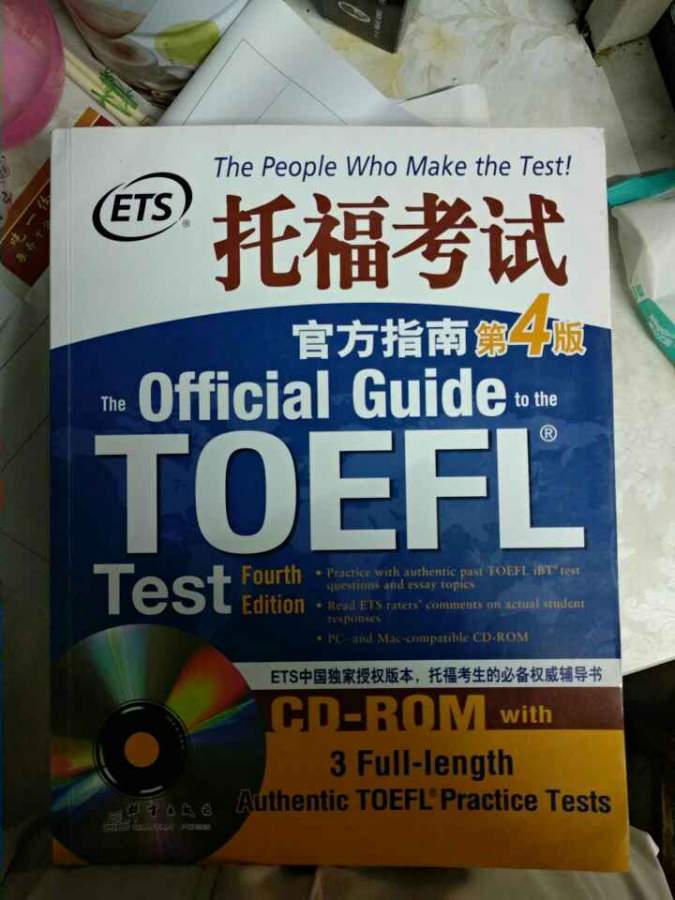 The People Who Make the Test!
ETS
®
托福考试
官方指南 第4版
The Official Guide to the
TOEFL®
Test Fourth Edition
• Practice with authentic past TOEFL iBT® test
questions and essay topics
• Read ETS raters' comments on actual student
responses
• PC-and Mac-compatible CD-ROM
ETS中国独家授权版本，托福考生的必备权威辅导书
CD-ROM with
3 Full-length
Authentic TOEFL® Practice Tests